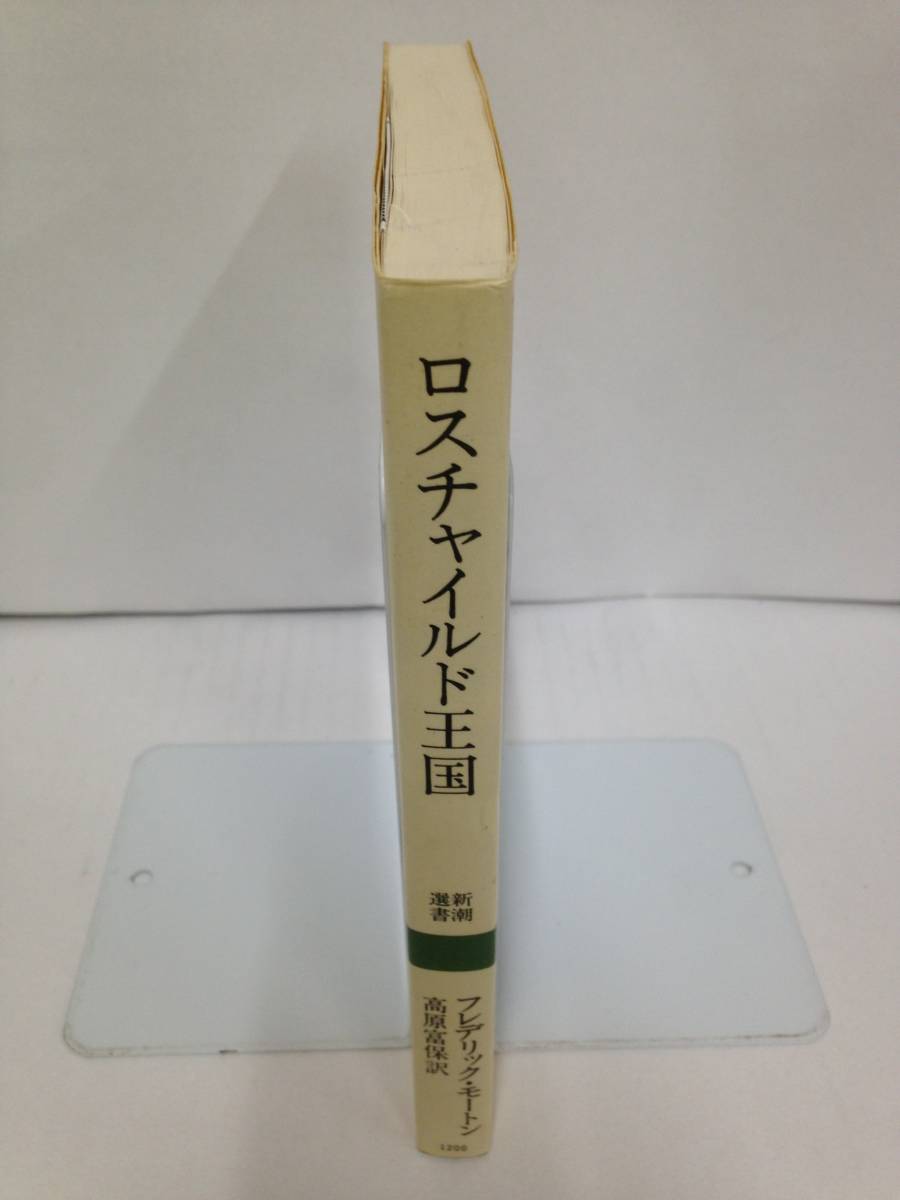 ロスチャイルド王国
新潮
選書
フレデリック・モートン
高原富保訳
1200